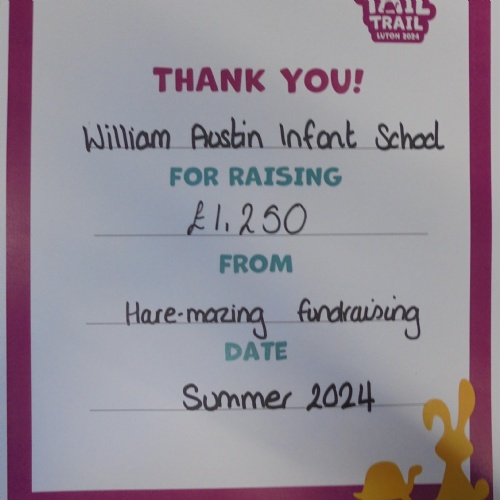 TAIL
TRAIL
LUTON 2024
THANK YOU!
William Austin Infant School
FOR RAISING
£1,250
FROM
Hare-mazing fundraising
DATE
Summer 2024